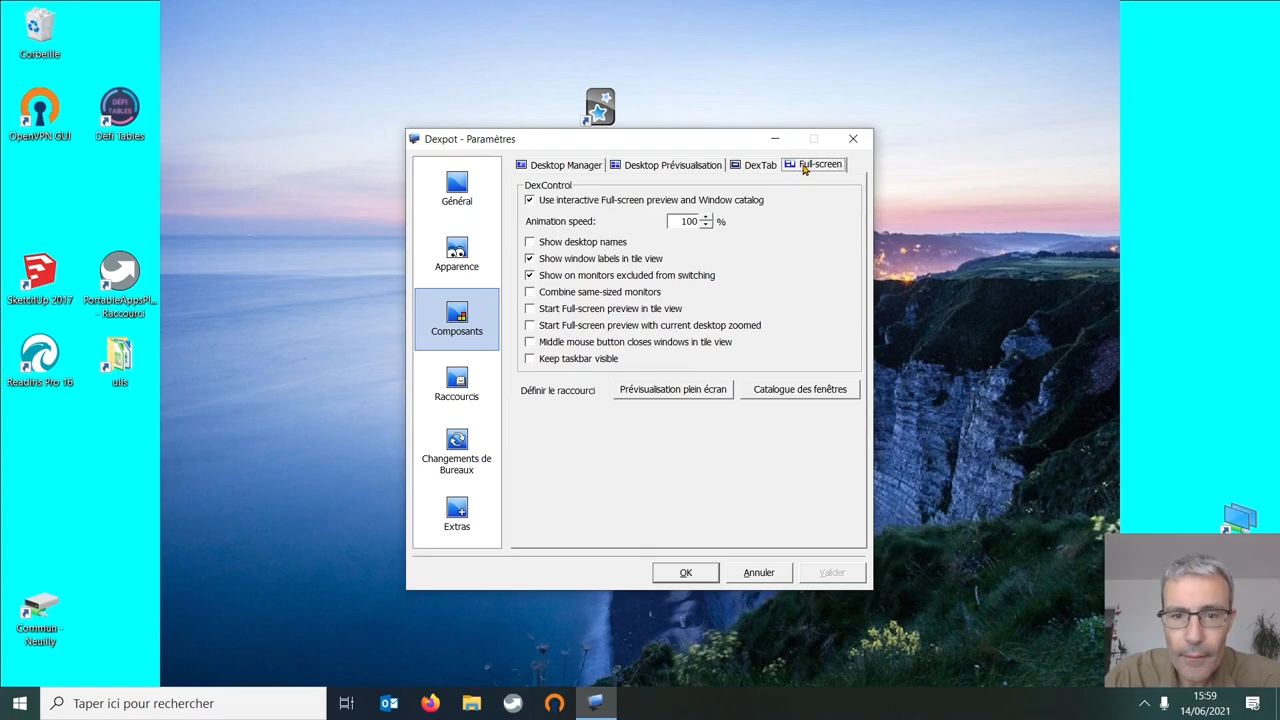 Corbeille
OpenVPN GUI
DÉFI
TABLES
Défi Tables
SketchUp 2017
PortableAppsPl...
- Raccourci
Readiris Pro 16
ulis
Commun -
Neuilly
Dexpot - Paramètres
Général
Apparence
Composants
Raccourcis
Changements de
Bureaux
Extras
Desktop Manager
Desktop Prévisualisation
DexTab
Full-screen
DexControl
Use interactive Full-screen preview and Window catalog
Animation speed: 100 %
Show desktop names
Show window labels in tile view
Show on monitors excluded from switching
Combine same-sized monitors
Start Full-screen preview in tile view
Start Full-screen preview with current desktop zoomed
Middle mouse button closes windows in tile view
Keep taskbar visible
Définir le raccourci
Prévisualisation plein écran
Catalogue des fenêtres
OK
Annuler
Valider
Taper ici pour rechercher
15:59
14/06/2021